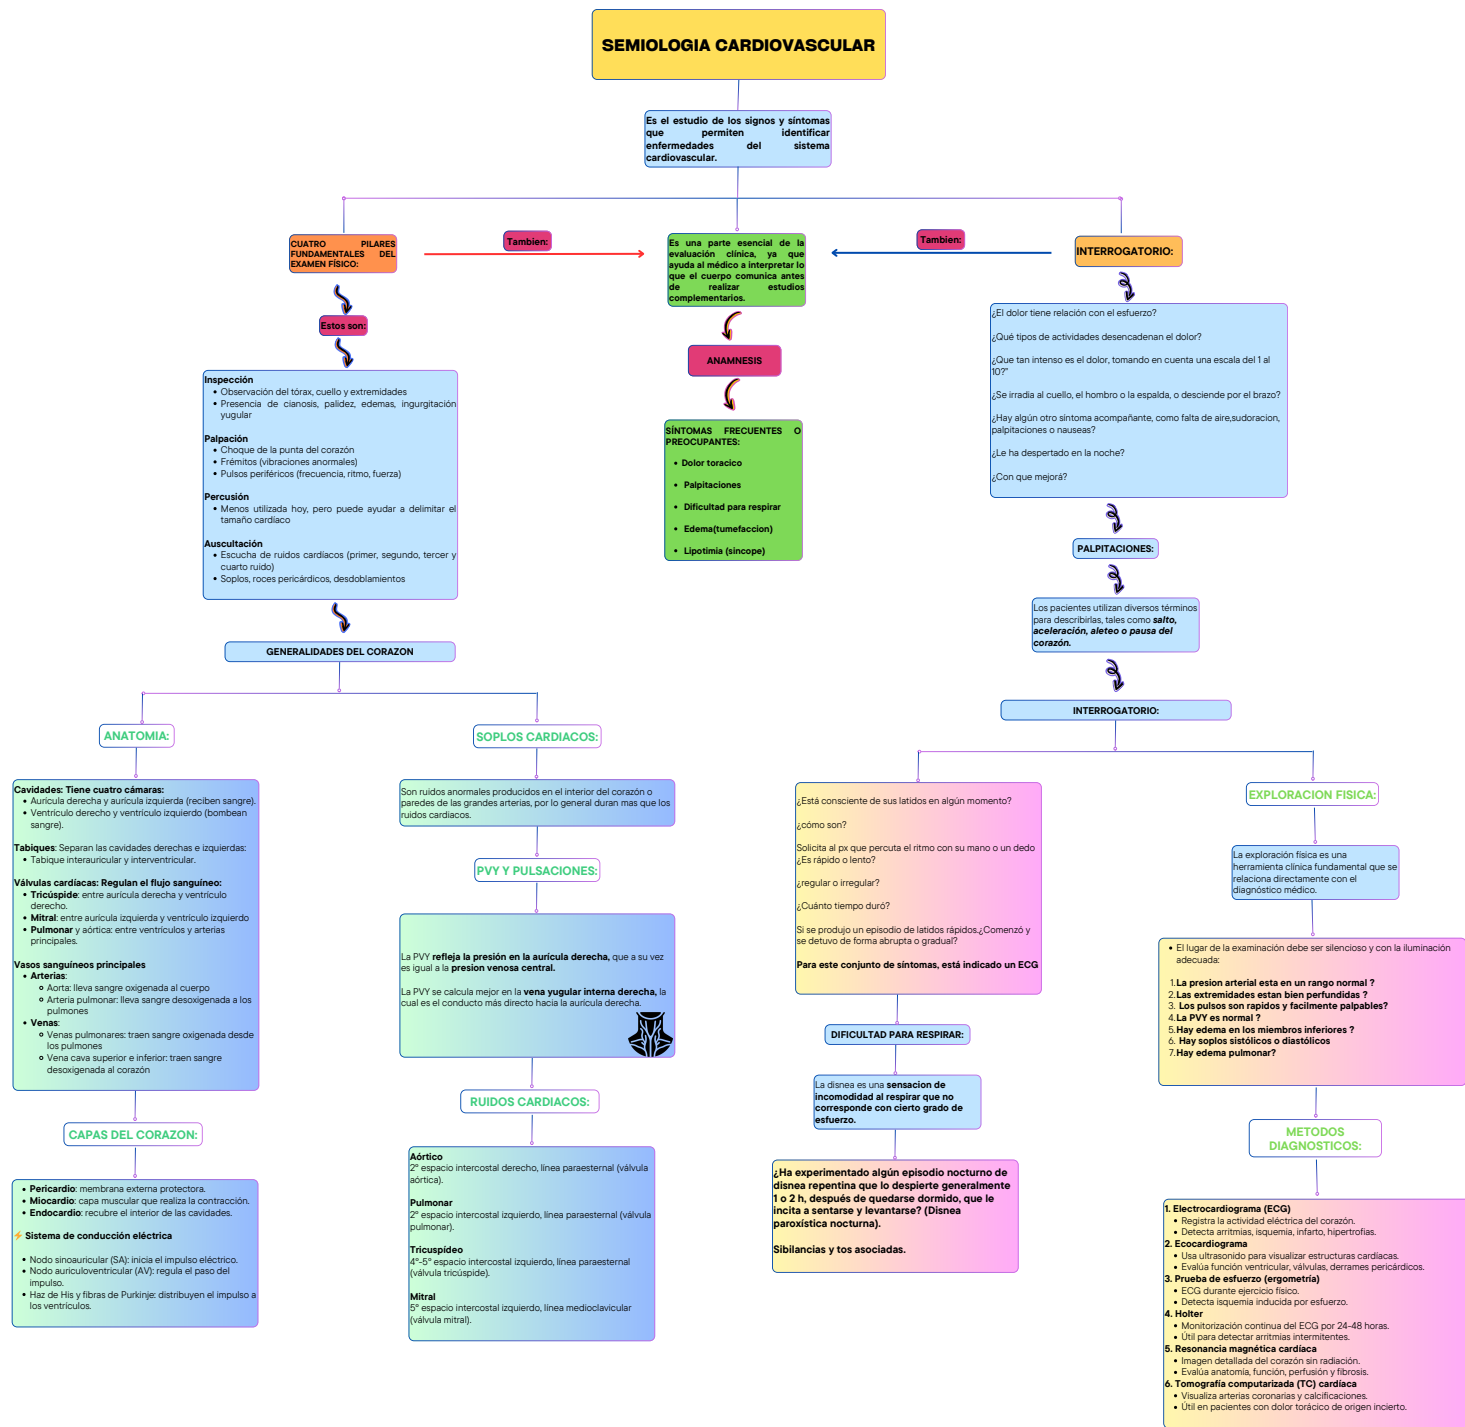 SEMIOLOGIA CARDIOVASCULAR
Es el estudio de los signos y síntomas
que permiten identificar
enfermedades del sistema
cardiovascular.
CUATRO PILARES
FUNDAMENTALES DEL
EXAMEN FÍSICO:
Tambien:
Es una parte esencial de la
evaluación clínica, ya que
ayuda al médico a interpretar lo
que el cuerpo comunica antes
de realizar estudios
complementarios.
Tambien:
INTERROGATORIO:
Estos son:
Inspección
• Observación del tórax, cuello y extremidades
• Presencia de cianosis, palidez, edemas, ingurgitación
yugular
Palpación
• Choque de la punta del corazón
• Frémitos (vibraciones anormales)
• Pulsos periféricos (frecuencia, ritmo, fuerza)
Percusión
• Menos utilizada hoy, pero puede ayudar a delimitar el
tamaño cardíaco
Auscultación
• Escucha de ruidos cardíacos (primer, segundo, tercer y
cuarto ruido)
• Soplos, roces pericárdicos, desdoblamientos
ANAMNESIS
SÍNTOMAS FRECUENTES O
PREOCUPANTES:
• Dolor toracico
• Palpitaciones
• Dificultad para respirar
• Edema(tumefaccion)
• Lipotimia (sincope)
¿El dolor tiene relación con el esfuerzo?
¿Qué tipos de actividades desencadenan el dolor?
¿Que tan intenso es el dolor, tomando en cuenta una escala del 1 al
10?"
¿Se irradia al cuello, el hombro o la espalda, o desciende por el brazo?
¿Hay algún otro síntoma acompañante, como falta de aire,sudoracion,
palpitaciones o nauseas?
¿Le ha despertado en la noche?
¿Con que mejorá?
PALPITACIONES:
Los pacientes utilizan diversos términos
para describirlas, tales como salto,
aceleración, aleteo o pausa del
corazón.
INTERROGATORIO:
GENERALIDADES DEL CORAZON
ANATOMIA:
Cavidades: Tiene cuatro cámaras:
• Aurícula derecha y aurícula izquierda (reciben sangre).
• Ventrículo derecho y ventrículo izquierdo (bombean
sangre).
Tabiques: Separan las cavidades derechas e izquierdas:
• Tabique interauricular y interventricular.
Válvulas cardíacas: Regulan el flujo sanguíneo:
• Tricúspide: entre aurícula derecha y ventrículo
derecho.
• Mitral: entre aurícula izquierda y ventrículo izquierdo
• Pulmonar y aórtica: entre ventrículos y arterias
principales.
Vasos sanguíneos principales
• Arterias:
Aorta: lleva sangre oxigenada al cuerpo
Arteria pulmonar: lleva sangre desoxigenada a los
pulmones
• Venas:
Venas pulmonares: traen sangre oxigenada desde
los pulmones
Vena cava superior e inferior: traen sangre
desoxigenada al corazón
CAPAS DEL CORAZON:
• Pericardio: membrana externa protectora.
• Miocardio: capa muscular que realiza la contracción.
• Endocardio: recubre el interior de las cavidades.
⚡ Sistema de conducción eléctrica
• Nodo sinoauricular (SA): inicia el impulso eléctrico.
• Nodo auriculoventricular (AV): regula el paso del
impulso.
• Haz de His y fibras de Purkinje: distribuyen el impulso a
los ventrículos.
SOPLOS CARDIACOS:
Son ruidos anormales producidos en el interior del corazón o
paredes de las grandes arterias, por lo general duran mas que los
ruidos cardiacos.
PVY Y PULSACIONES:
La PVY refleja la presión en la aurícula derecha, que a su vez
es igual a la presion venosa central.
La PVY se calcula mejor en la vena yugular interna derecha, la
cual es el conducto más directo hacia la aurícula derecha.
RUIDOS CARDIACOS:
Aórtico
2º espacio intercostal derecho, línea paraesternal (válvula
aórtica).
Pulmonar
2º espacio intercostal izquierdo, línea paraesternal (válvula
pulmonar).
Tricuspídeo
4º-5º espacio intercostal izquierdo, línea paraesternal
(válvula tricúspide).
Mitral
5º espacio intercostal izquierdo, línea medioclavicular
(válvula mitral).
¿Está consciente de sus latidos en algún momento?
¿cómo son?
Solicita al px que percuta el ritmo con su mano o un dedo
¿Es rápido o lento?
¿regular o irregular?
¿Cuánto tiempo duró?
Si se produjo un episodio de latidos rápidos.¿Comenzó y
se detuvo de forma abrupta o gradual?
Para este conjunto de síntomas, está indicado un ECG
DIFICULTAD PARA RESPIRAR:
La disnea es una sensacion de
incomodidad al respirar que no
corresponde con cierto grado de
esfuerzo.
¿Ha experimentado algún episodio nocturno de
disnea repentina que lo despierte generalmente
1 o 2 h, después de quedarse dormido, que le
incita a sentarse y levantarse? (Disnea
paroxística nocturna).
Sibilancias y tos asociadas.
EXPLORACION FISICA:
La exploración física es una
herramienta clínica fundamental que se
relaciona directamente con el
diagnóstico médico.
• El lugar de la examinación debe ser silencioso y con la iluminación
adecuada:
1. La presion arterial esta en un rango normal ?
2. Las extremidades estan bien perfundidas ?
3. Los pulsos son rapidos y facilmente palpables?
4. La PVY es normal ?
5. Hay edema en los miembros inferiores ?
6. Hay soplos sistólicos o diastólicos
7. Hay edema pulmonar?
METODOS
DIAGNOSTICOS:
1. Electrocardiograma (ECG)
• Registra la actividad eléctrica del corazón.
• Detecta arritmias, isquemia, infarto, hipertrofias.
2. Ecocardiograma
• Usa ultrasonido para visualizar estructuras cardíacas.
• Evalúa función ventricular, válvulas, derrames pericárdicos.
3. Prueba de esfuerzo (ergometría)
• ECG durante ejercicio físico.
• Detecta isquemia inducida por esfuerzo.
4. Holter
• Monitorización continua del ECG por 24-48 horas.
• Útil para detectar arritmias intermitentes.
5. Resonancia magnética cardíaca
• Imagen detallada del corazón sin radiación.
• Evalúa anatomía, función, perfusión y fibrosis.
6. Tomografía computarizada (TC) cardíaca
• Visualiza arterias coronarias y calcificaciones.
• Útil en pacientes con dolor torácico de origen incierto.